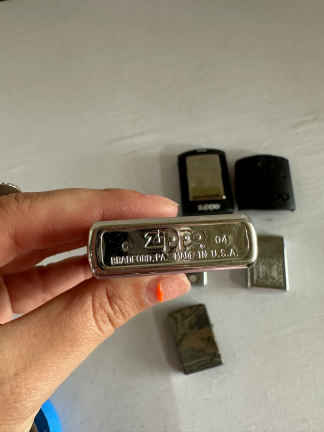 Zippo 04
BRADFORD, PA. MADE IN U.S.A.